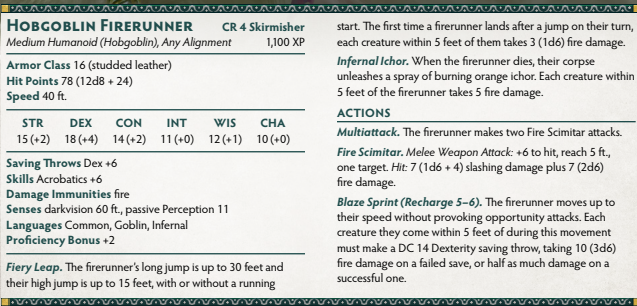 HOBGOBLIN FIRERUNNER CR 4 Skirmisher
Medium Humanoid (Hobgoblin), Any Alignment 1,100 XP
Armor Class 16 (studded leather)
Hit Points 78 (12d8 + 24)
Speed 40 ft.
STR DEX CON INT WIS CHA
15 (+2) 18 (+4) 14 (+2) 11 (+0) 12 (+1) 10 (+0)
Saving Throws Dex +6
Skills Acrobatics +6
Damage Immunities fire
Senses darkvision 60 ft., passive Perception 11
Languages Common, Goblin, Infernal
Proficiency Bonus +2
Fiery Leap. The firerunner's long jump is up to 30 feet and
their high jump is up to 15 feet, with or without a running
start. The first time a firerunner lands after a jump on their turn,
each creature within 5 feet of them takes 3 (1d6) fire damage.
Infernal Ichor. When the firerunner dies, their corpse
unleashes a spray of burning orange ichor. Each creature within
5 feet of the firerunner takes 5 fire damage.
ACTIONS
Multiattack. The firerunner makes two Fire Scimitar attacks.
Fire Scimitar. Melee Weapon Attack: +6 to hit, reach 5 ft.,
one target. Hit: 7 (1d6 + 4) slashing damage plus 7 (2d6)
fire damage.
Blaze Sprint (Recharge 5–6). The firerunner moves up to
their speed without provoking opportunity attacks. Each
creature they come within 5 feet of during this movement
must make a DC 14 Dexterity saving throw, taking 10 (3d6)
fire damage on a failed save, or half as much damage on a
successful one.